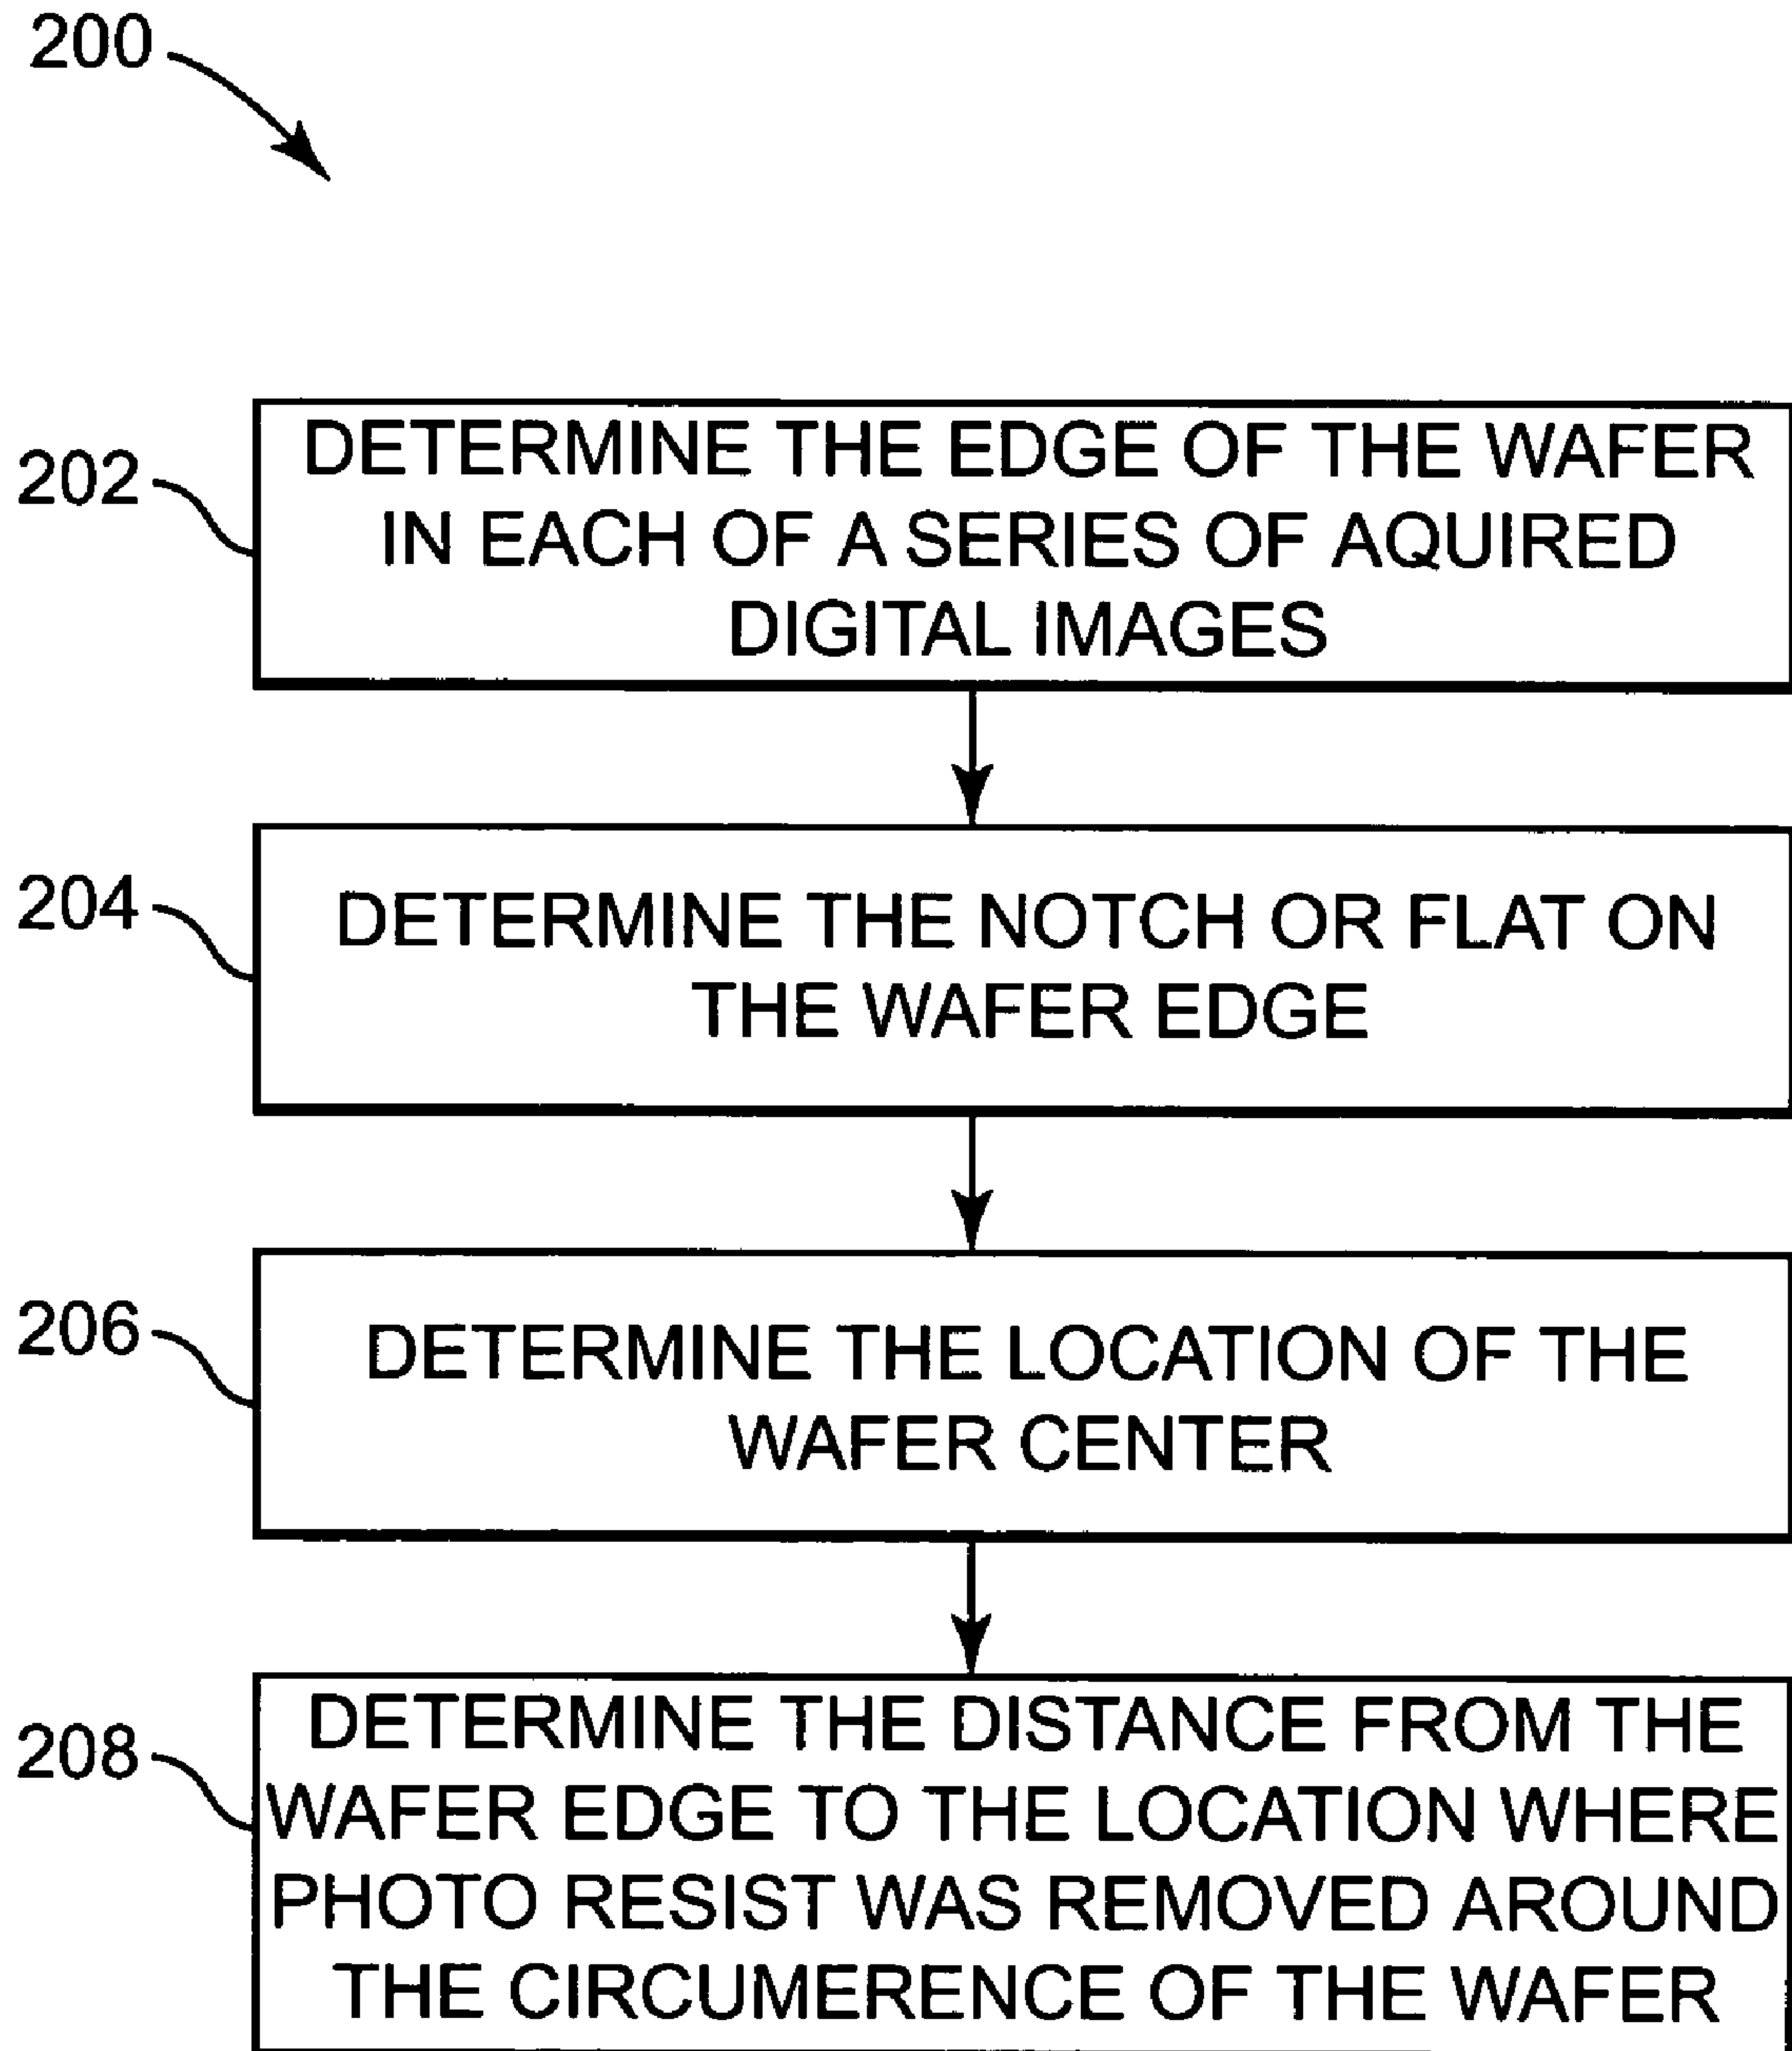 200
202
DETERMINE THE EDGE OF THE WAFER
IN EACH OF A SERIES OF AQUIRED
DIGITAL IMAGES
204
DETERMINE THE NOTCH OR FLAT ON
THE WAFER EDGE
206
DETERMINE THE LOCATION OF THE
WAFER CENTER
208
DETERMINE THE DISTANCE FROM THE
WAFER EDGE TO THE LOCATION WHERE
PHOTO RESIST WAS REMOVED AROUND
THE CIRCUMERENCE OF THE WAFER